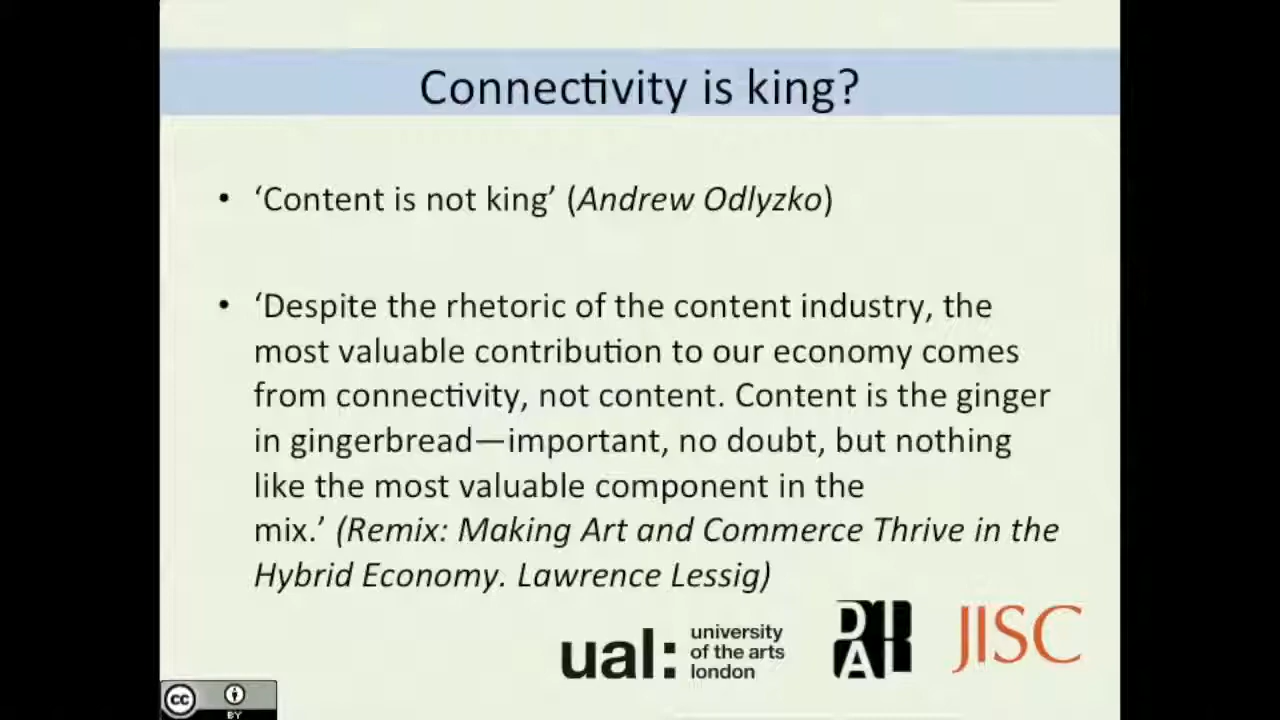 Connectivity is king?
• ‘Content is not king’ (Andrew Odlyzko)
• ‘Despite the rhetoric of the content industry, the
most valuable contribution to our economy comes
from connectivity, not content. Content is the ginger
in gingerbread—important, no doubt, but nothing
like the most valuable component in the
mix.’ (Remix: Making Art and Commerce Thrive in the
Hybrid Economy. Lawrence Lessig)
ual: university
of the arts
london
DIAL
JISC
cc
BY